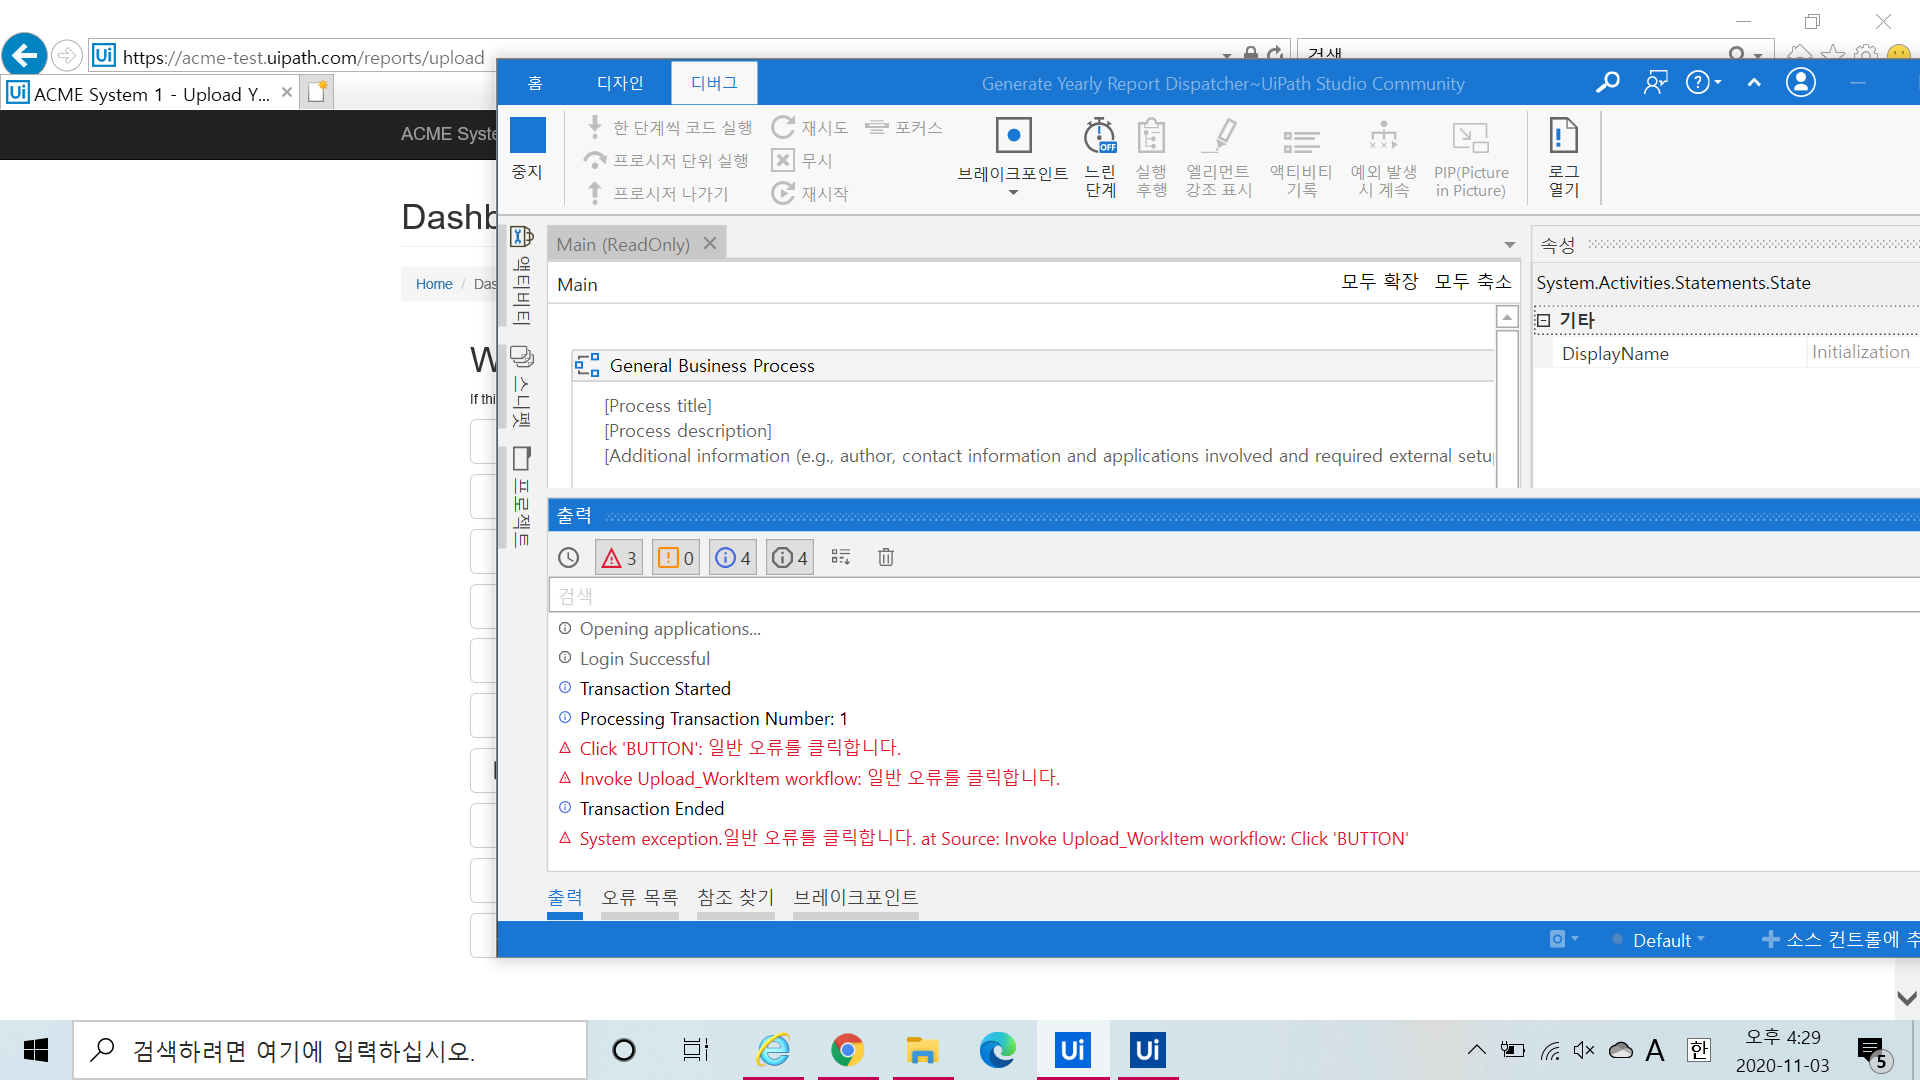 https://acme-test.uipath.com/reports/upload
검색
ACME System 1 - Upload Y...
홈
디자인
디버그
Generate Yearly Report Dispatcher~UiPath Studio Community
ACME Syste
중지
한 단계씩 코드 실행
프로시저 단위 실행
프로시저 나가기
재시도
무시
재시작
포커스
브레이크포인트
느린
단계
OFF
실행
후행
엘리먼트
강조 표시
액티비티
기록
예외 발생
시 계속
PIP(Picture
in Picture)
로그
열기
Dashb
Home / Das
액티비티
스니펫
프로젝트
Main (ReadOnly)
Main
모두 확장
모두 축소
속성
System.Activities.Statements.State
기타
DisplayName
Initialization
General Business Process
[Process title]
[Process description]
[Additional information (e.g., author, contact information and applications involved and required external setu
W
If thi
출력
3
0
4
4
검색
Opening applications...
Login Successful
Transaction Started
Processing Transaction Number: 1
Click 'BUTTON': 일반 오류를 클릭합니다.
Invoke Upload_WorkItem workflow: 일반 오류를 클릭합니다.
Transaction Ended
System exception.일반 오류를 클릭합니다. at Source: Invoke Upload_WorkItem workflow: Click 'BUTTON'
출력
오류 목록
참조 찾기
브레이크포인트
Default
소스 컨트롤에 추
검색하려면 여기에 입력하십시오.
Ui
Ui
A
한
오후 4:29
2020-11-03
5